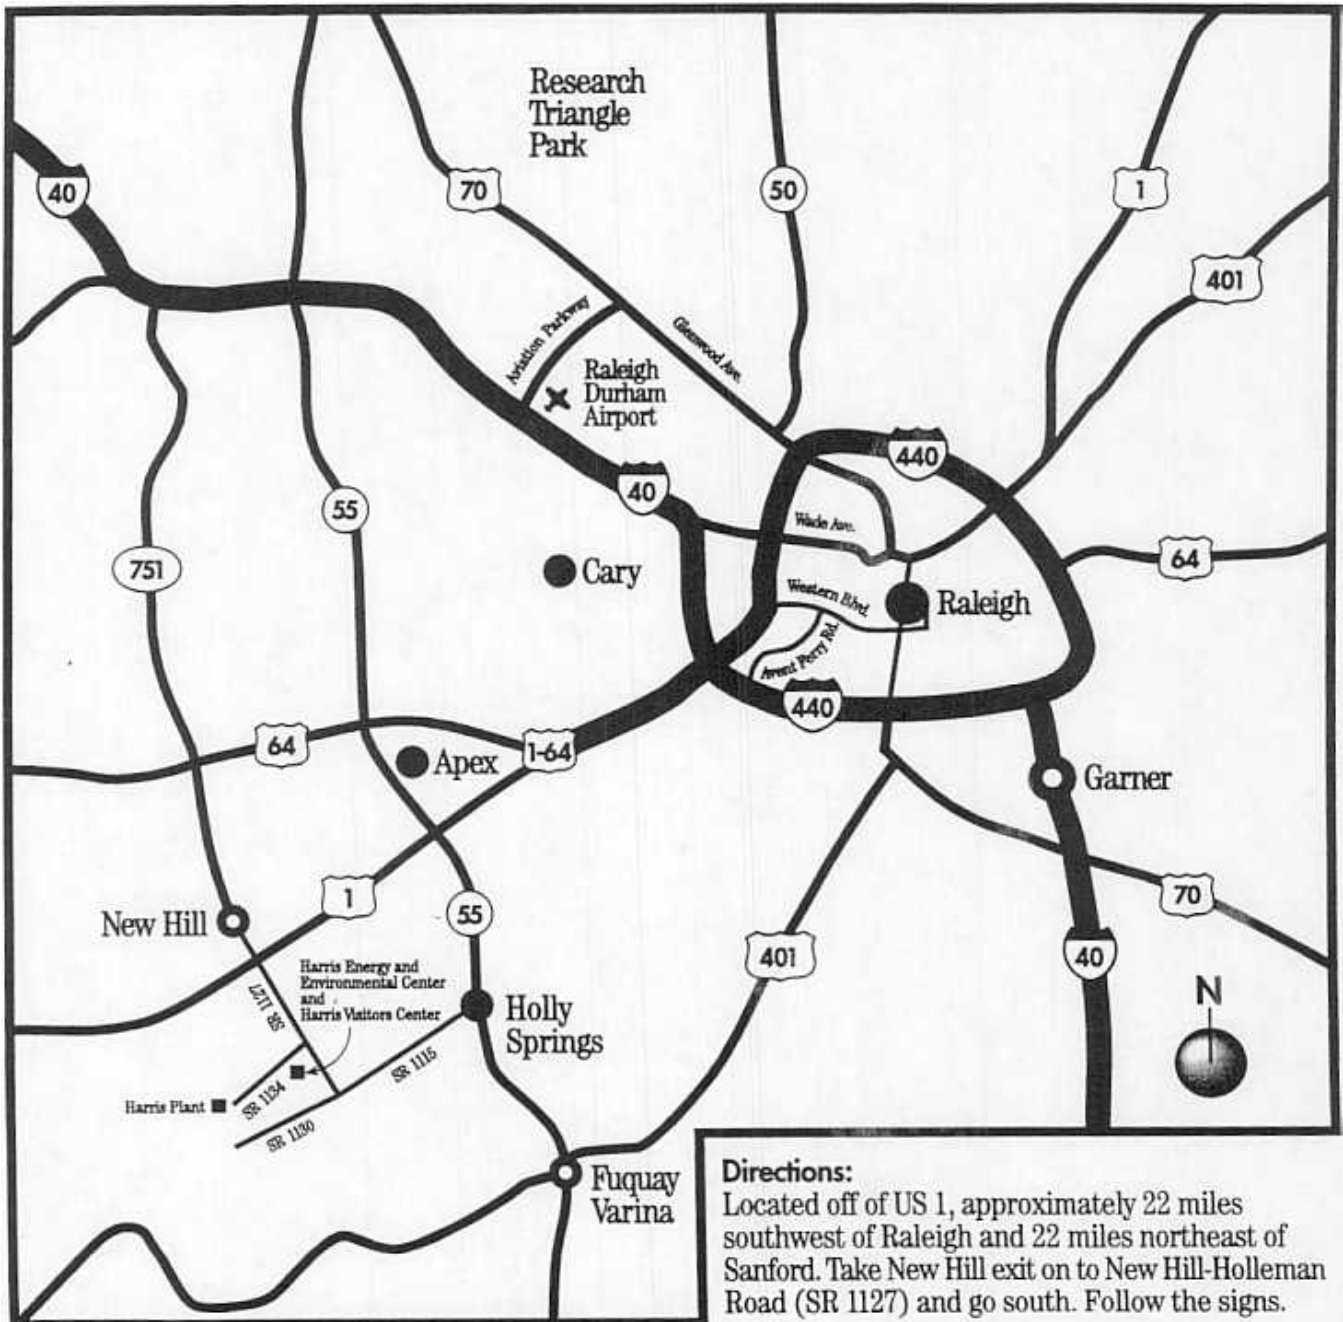 Research
Triangle
Park
40
70
50
1
401
Aviation Parkway
Glenwood Ave.
Raleigh
Durham
Airport
440
40
55
Wade Ave.
751
Cary
64
Western Blvd.
Raleigh
Avent Ferry Rd.
440
64
1-64
Apex
Garner
1
70
New Hill
55
401
40
Harris Energy and
Environmental Center
and
Harris Visitors Center
SR 1127
N
Holly
Springs
SR 1115
SR 1134
Harris Plant
SR 1130
Fuquay
Varina
Directions:
Located off of US 1, approximately 22 miles
southwest of Raleigh and 22 miles northeast of
Sanford. Take New Hill exit on to New Hill-Holleman
Road (SR 1127) and go south. Follow the signs.